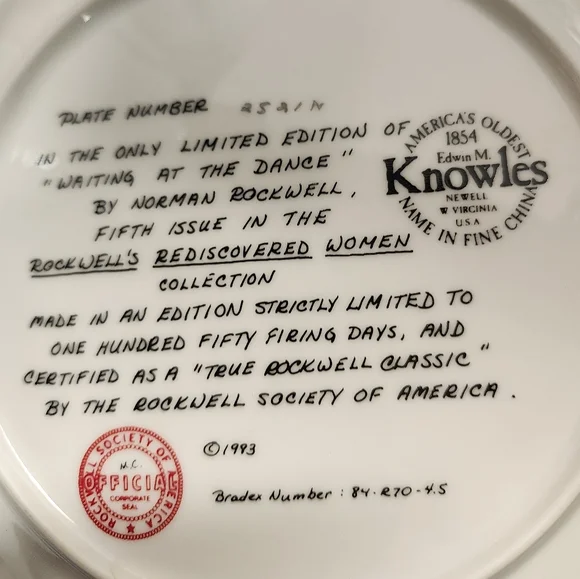 PLATE NUMBER
IN THE ONLY LIMITED EDITION OF
"WAITING AT THE DANCE"
BY NORMAN ROCKWELL,
FIFTH ISSUE IN THE
ROCKWELL'S REDISCOVERED WOMEN
COLLECTION
MADE IN AN EDITION STRICTLY LIMITED TO
ONE HUNDRED FIFTY FIRING DAYS, AND
CERTIFIED AS A "TRUE ROCKWELL CLASSIC"
BY THE ROCKWELL SOCIETY OF AMERICA.
AMERICA'S OLDEST
1854
Edwin M.
Knowles
NEWELL
W VIRGINIA
U.S.A
NAME IN FINE CHINA
ROCKWELL SOCIETY OF AMERICA
N.C.
OFFICIAL
CORPORATE
SEAL
©1983
Bradex Number: 84-R70-4.5